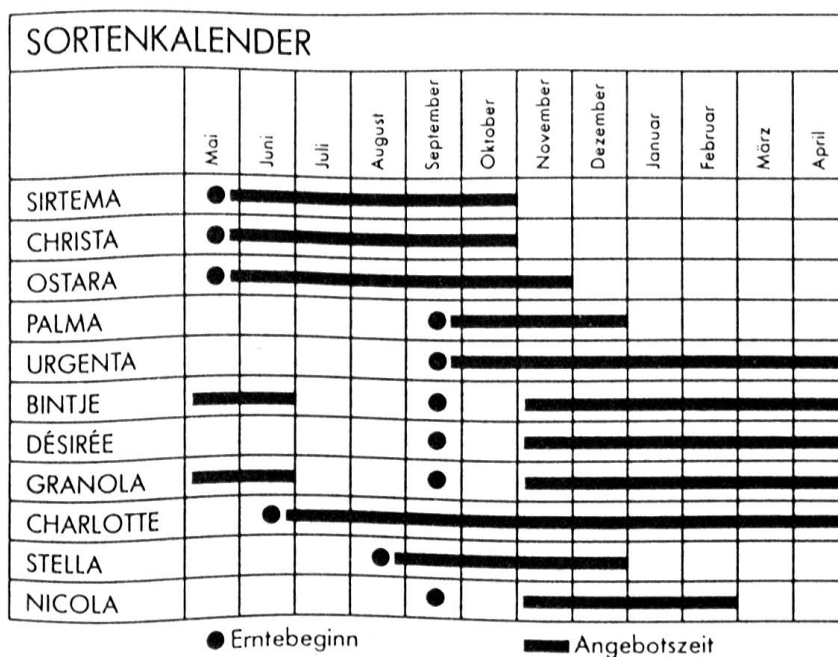 SORTENKALENDER
Mai Juni Juli August September Oktober November Dezember Januar Februar März April
SIRTEMA
CHRISTA
OSTARA
PALMA
URGENTA
BINTJE
DÉSIRÉE
GRANOLA
CHARLOTTE
STELLA
NICOLA
Erntebeginn Angebotszeit